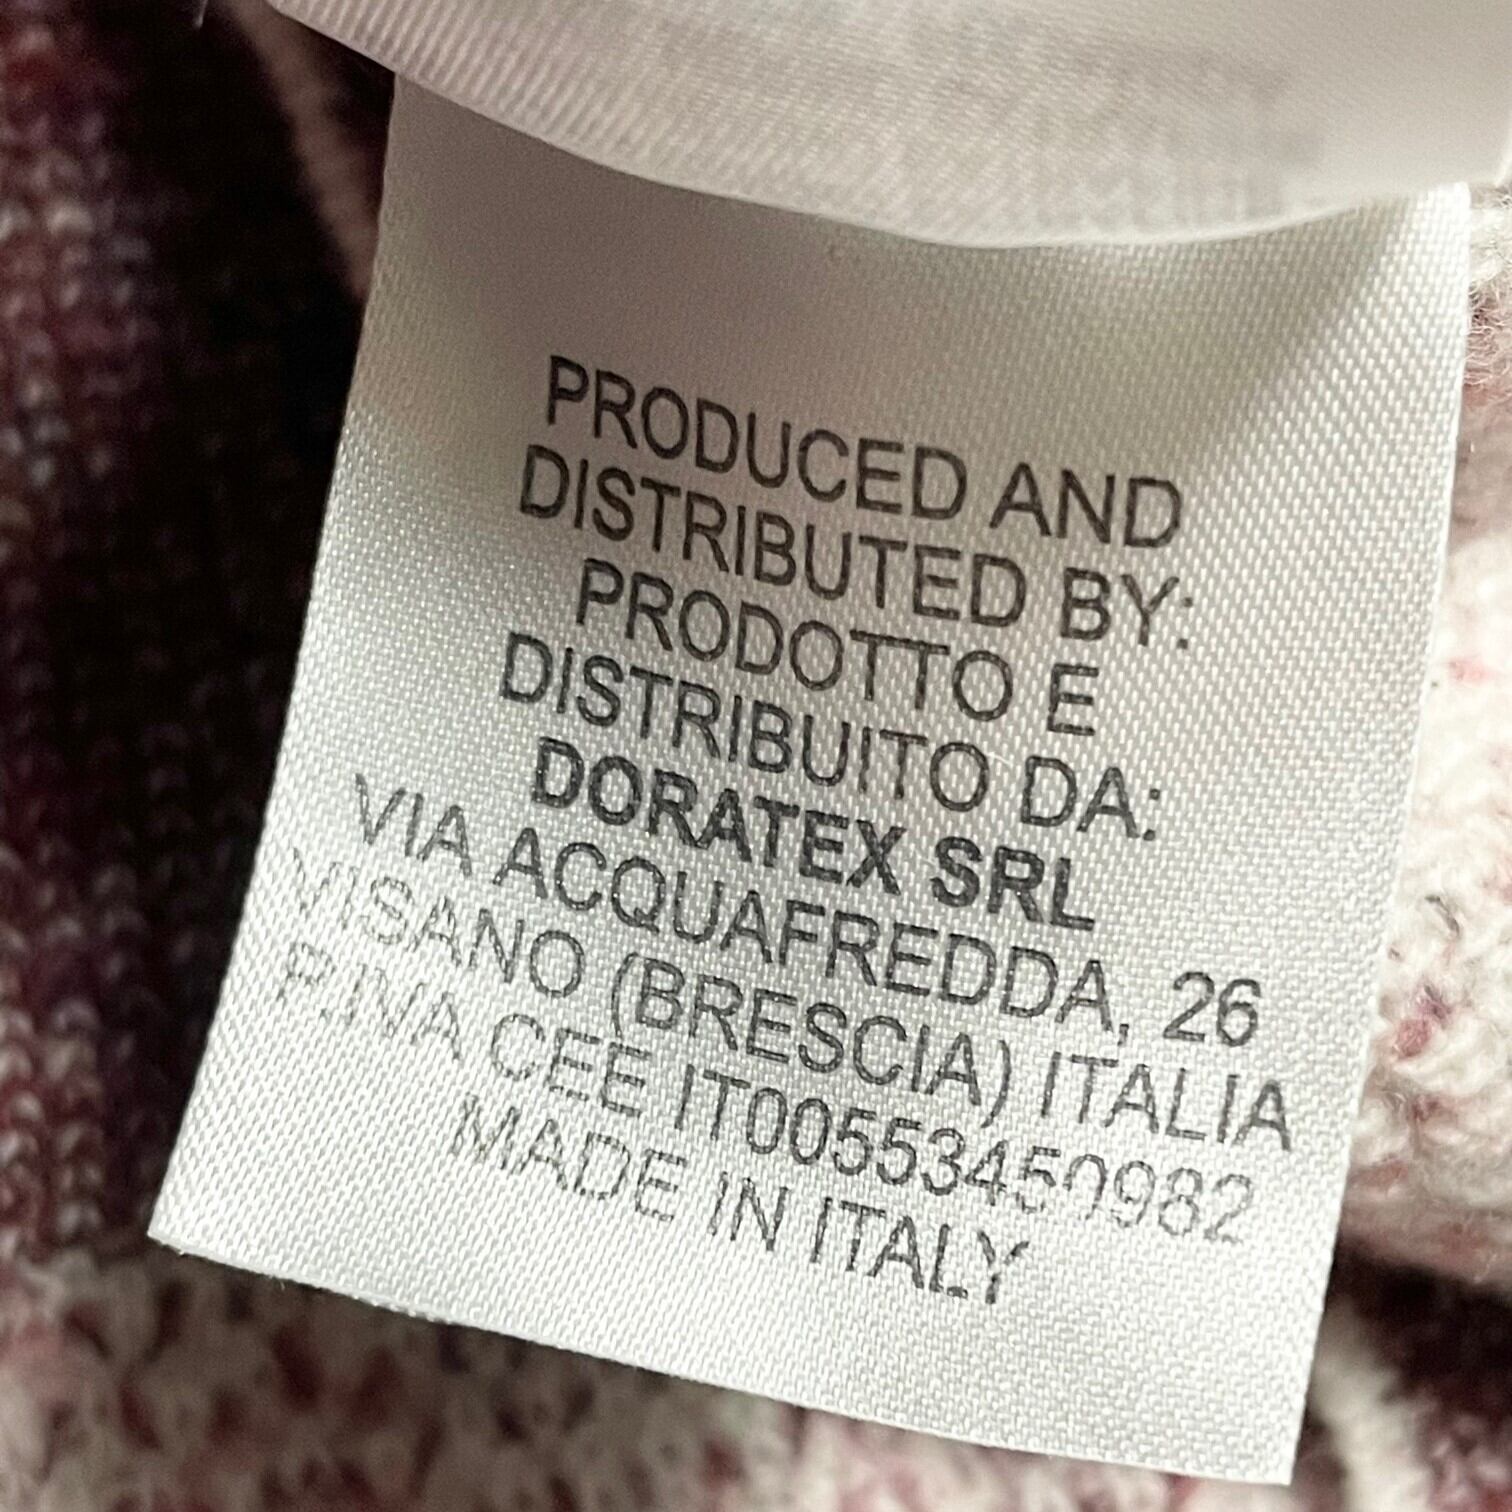 PRODUCED AND
DISTRIBUTED BY:
PRODOTTO E
DISTRIBUITO DA:
DORATEX SRL
VIA ACQUAFREDDA, 26
VISANO (BRESCIA) ITALIA
P.IVA CEE IT00553450982
MADE IN ITALY